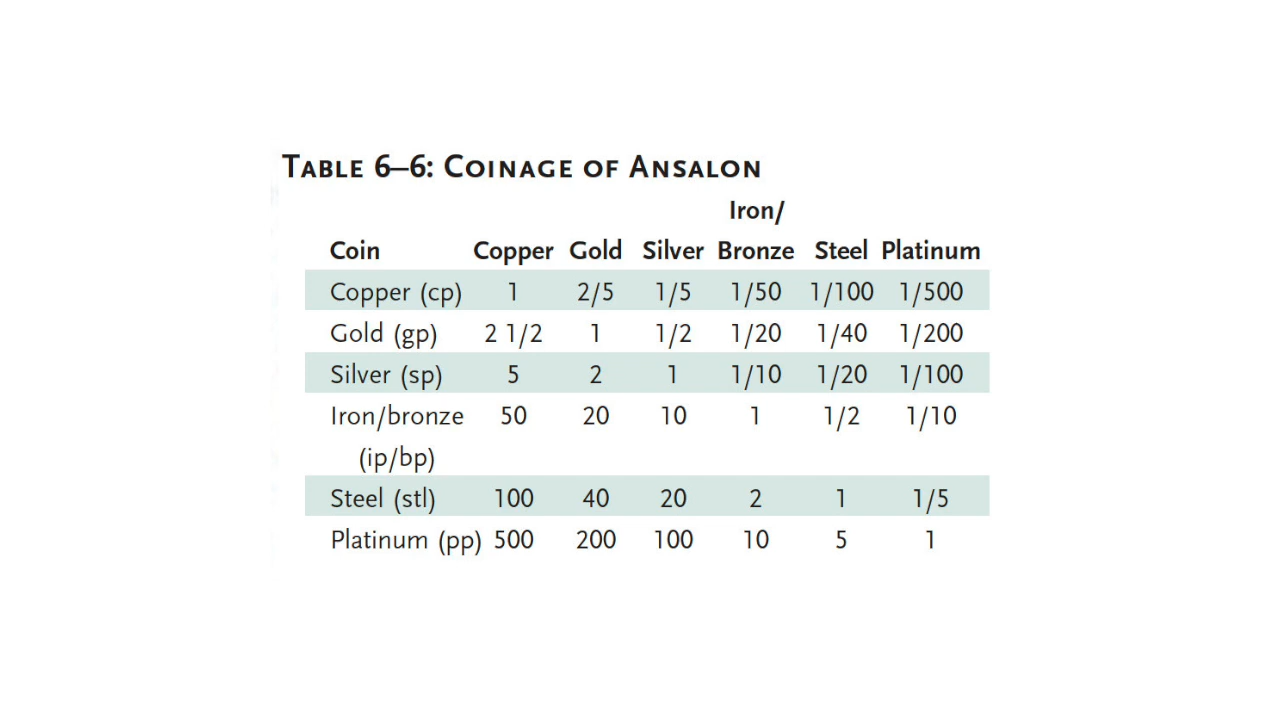 TABLE 6–6: COINAGE OF ANSALON
Iron/
Coin Copper Gold Silver Bronze Steel Platinum
Copper (cp) 1 2/5 1/5 1/50 1/100 1/500
Gold (gp) 2 1/2 1 1/2 1/20 1/40 1/200
Silver (sp) 5 2 1 1/10 1/20 1/100
Iron/bronze 50 20 10 1 1/2 1/10
(ip/bp)
Steel (stl) 100 40 20 2 1 1/5
Platinum (pp) 500 200 100 10 5 1